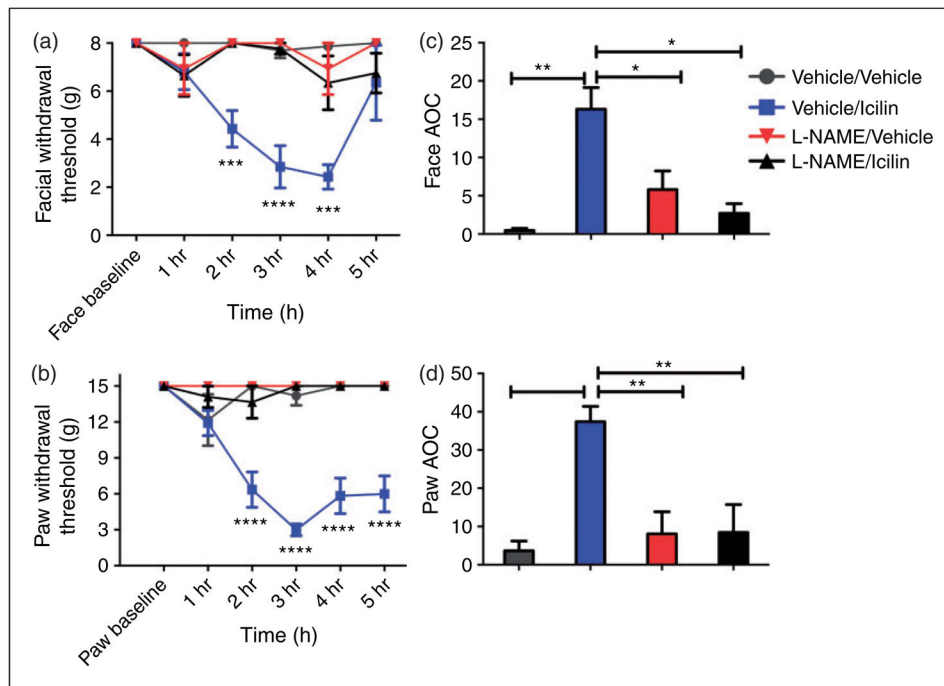 (a)
Facial withdrawal
threshold (g)
8
6
4
2
0
***
****
***
Face baseline
1 hr
2 hr
3 hr
4 hr
5 hr
Time (h)
(c)
Face AOC
25
20
15
10
5
0
**
*
*
Vehicle/Vehicle
Vehicle/Icilin
L-NAME/Vehicle
L-NAME/Icilin
(b)
Paw withdrawal
threshold (g)
15
12
9
6
3
0
****
****
****
****
Paw baseline
1 hr
2 hr
3 hr
4 hr
5 hr
Time (h)
(d)
Paw AOC
50
40
30
20
10
0
**
**